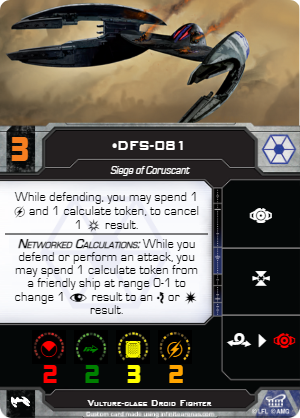 •DFS-081
3
Siege of Coruscant
While defending, you may spend 1
and 1 calculate token, to cancel
1 result.
NETWORKED CALCULATIONS: While you
defend or perform an attack, you
may spend 1 calculate token from
a friendly ship at range 0-1 to
change 1 result to an or
result.
2 2 3 2
VULTURE-CLASS DROID FIGHTER
Custom card made using infinitearenas.com
©LFL ©AMG